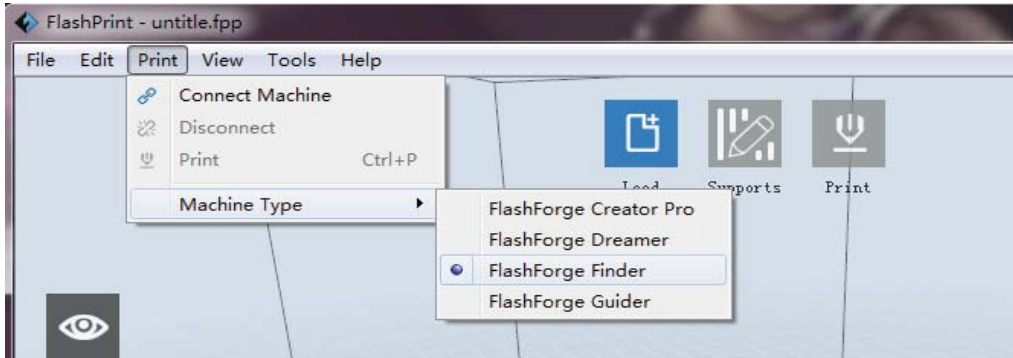 FlashPrint - untitle.fpp
File Edit Print View Tools Help
Connect Machine
Disconnect
Print Ctrl+P
Machine Type
Load Supports Print
FlashForge Creator Pro
FlashForge Dreamer
FlashForge Finder
FlashForge Guider